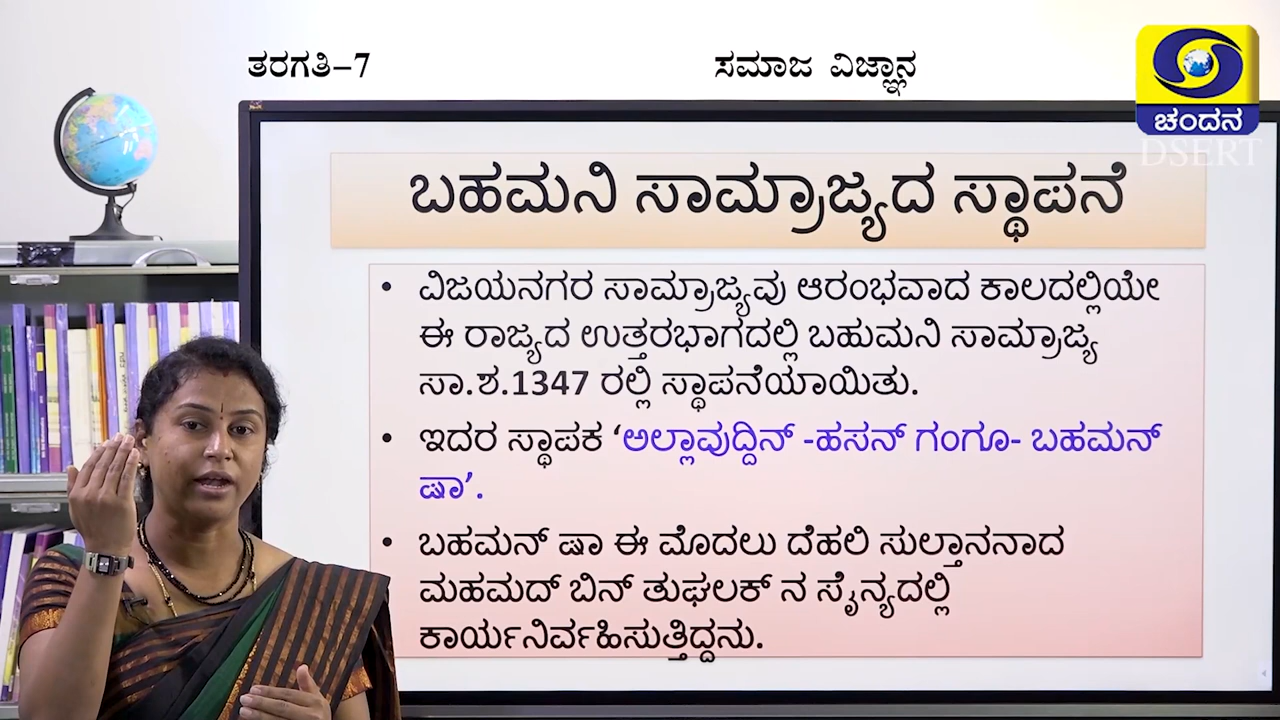 ತರಗತಿ-7 ಸಮಾಜ ವಿಜ್ಞಾನ
ಚಂದನ
DSERT
ಬಹಮನಿ ಸಾಮ್ರಾಜ್ಯದ ಸ್ಥಾಪನೆ
• ವಿಜಯನಗರ ಸಾಮ್ರಾಜ್ಯವು ಆರಂಭವಾದ ಕಾಲದಲ್ಲಿಯೇ
ಈ ರಾಜ್ಯದ ಉತ್ತರಭಾಗದಲ್ಲಿ ಬಹುಮನಿ ಸಾಮ್ರಾಜ್ಯ
ಸಾ.ಶ.1347 ರಲ್ಲಿ ಸ್ಥಾಪನೆಯಾಯಿತು.
• ಇದರ ಸ್ಥಾಪಕ ‘ಅಲ್ಲಾವುದ್ದಿನ್ -ಹಸನ್ ಗಂಗೂ- ಬಹಮನ್
ಷಾ’.
• ಬಹಮನ್ ಷಾ ಈ ಮೊದಲು ದೆಹಲಿ ಸುಲ್ತಾನನಾದ
ಮಹಮದ್ ಬಿನ್ ತುಘಲಕ್ ನ ಸೈನ್ಯದಲ್ಲಿ
ಕಾರ್ಯನಿರ್ವಹಿಸುತ್ತಿದ್ದನು.